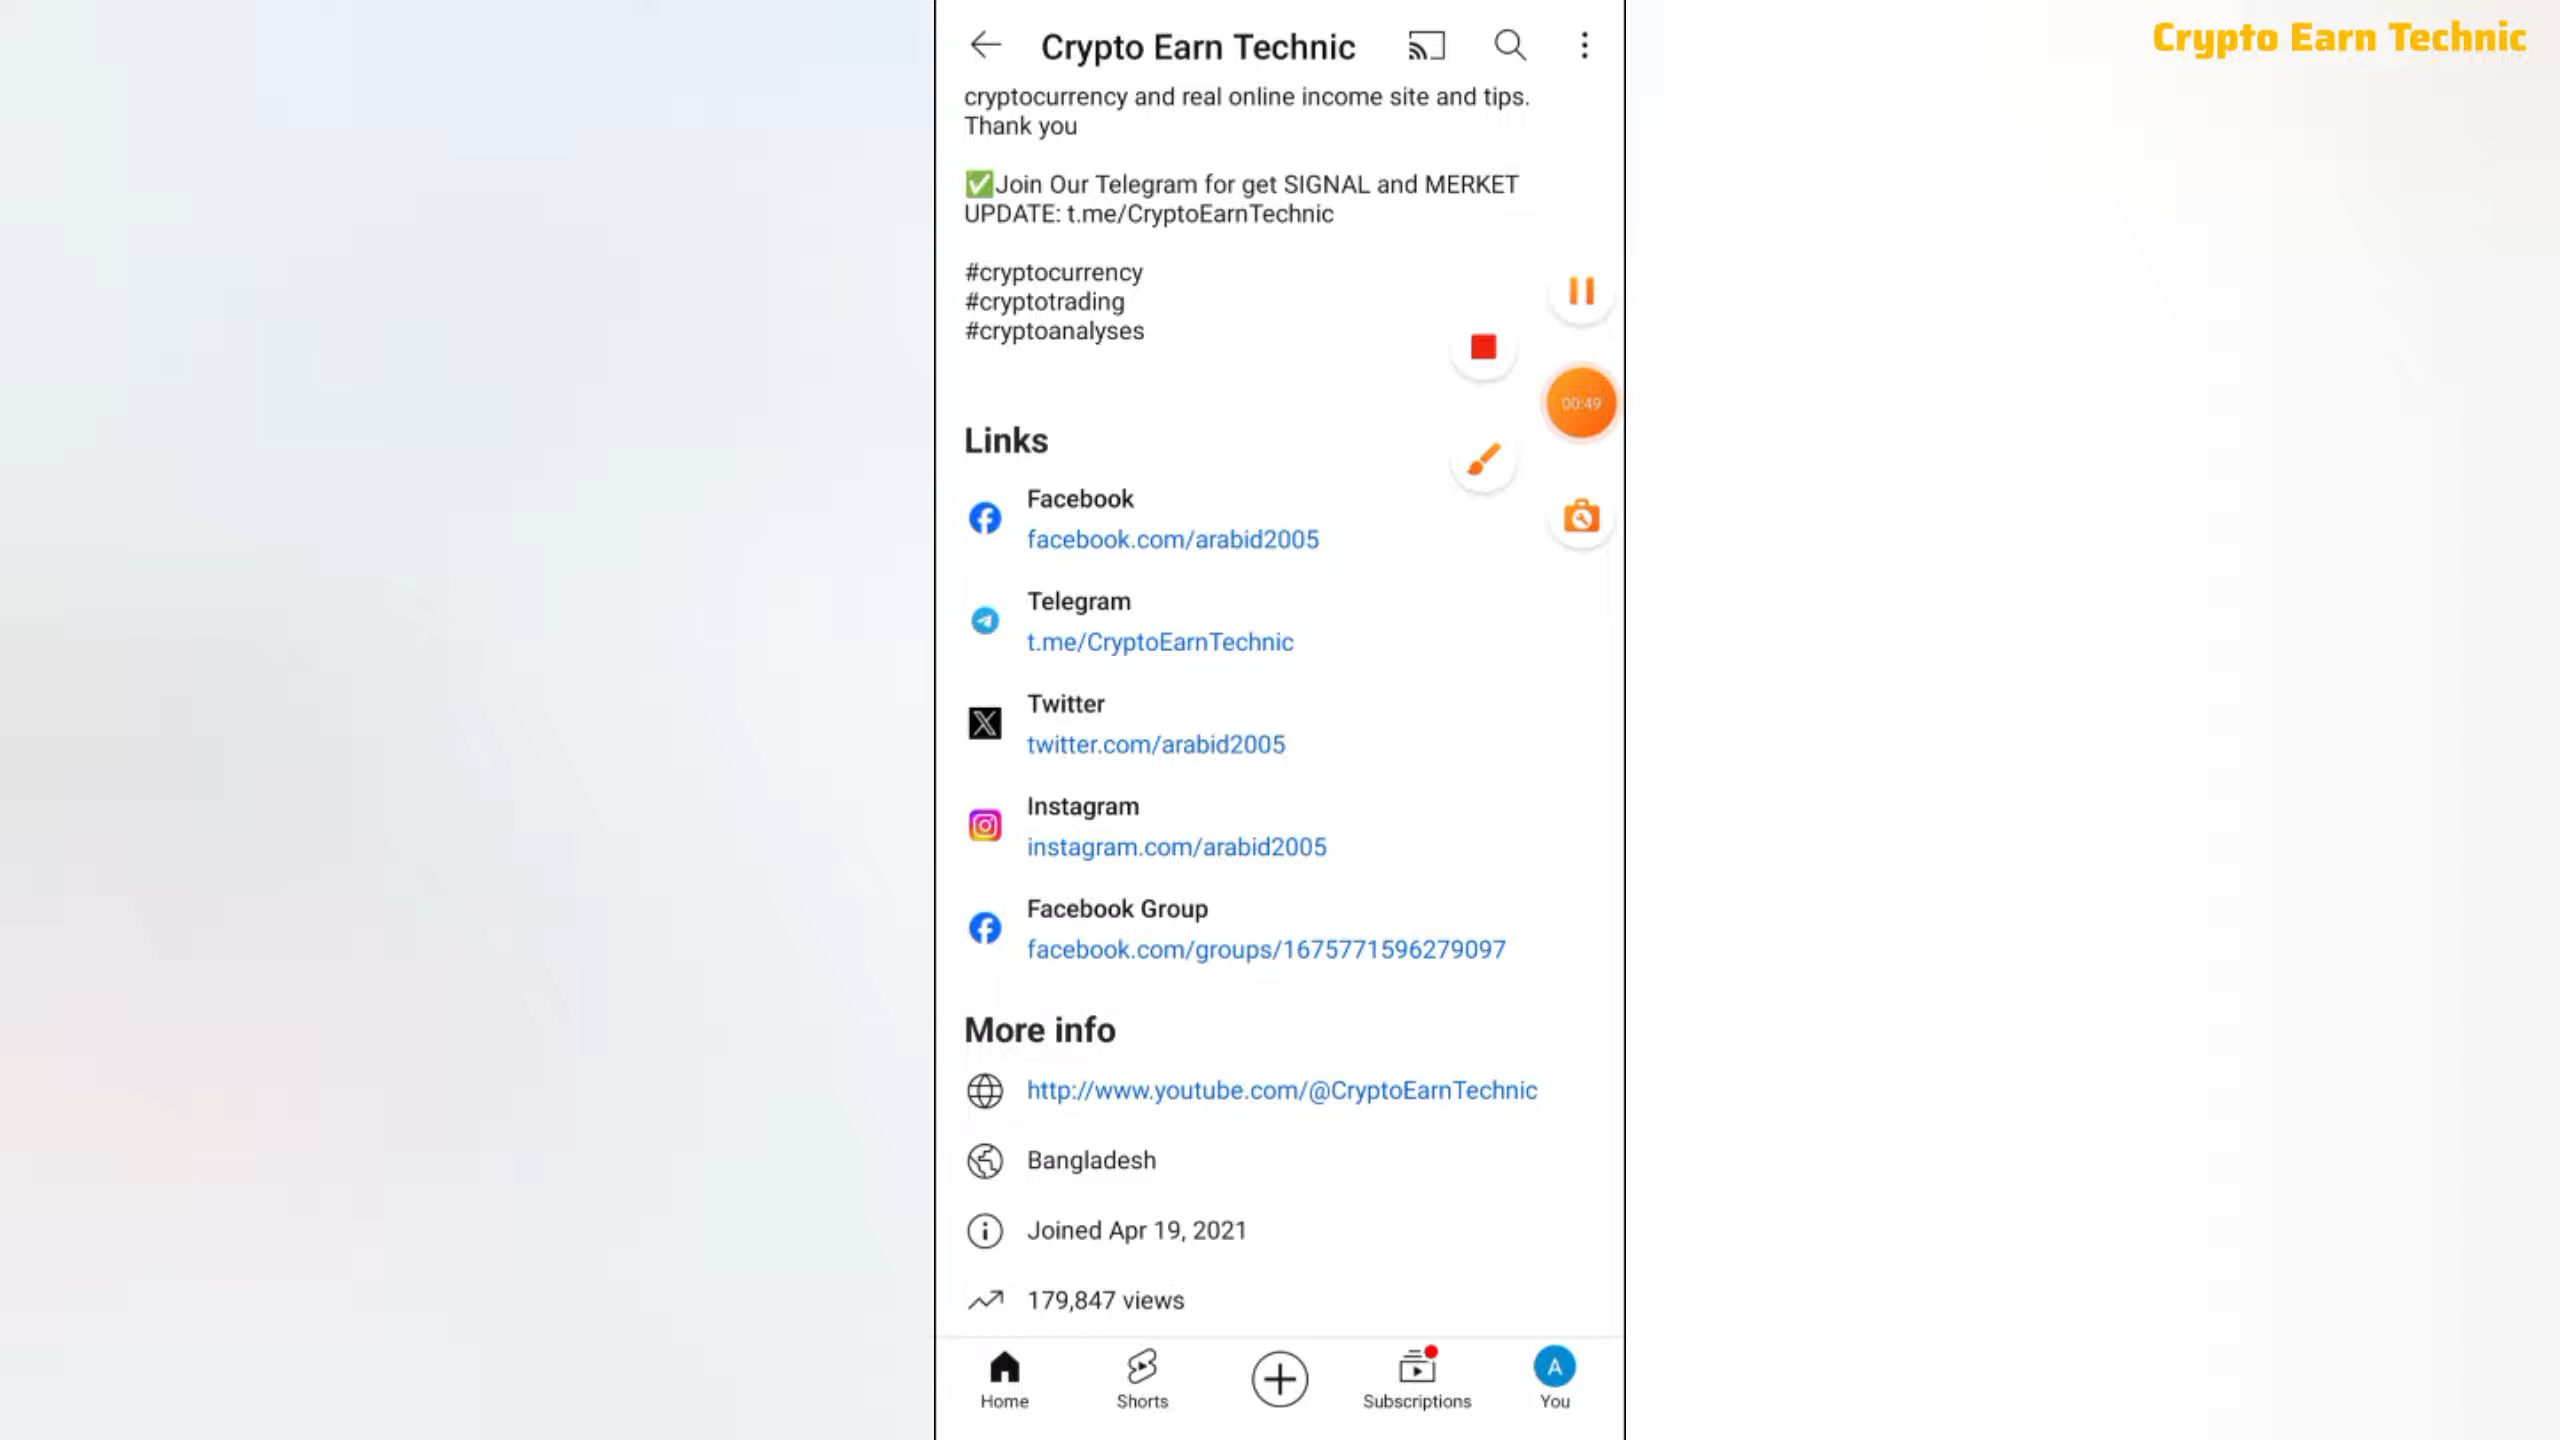 Crypto Earn Technic
Crypto Earn Technic
cryptocurrency and real online income site and tips.
Thank you
✅Join Our Telegram for get SIGNAL and MERKET
UPDATE: t.me/CryptoEarnTechnic
#cryptocurrency
#cryptotrading
#cryptoanalyses
00:49
Links
Facebook
facebook.com/arabid2005
Telegram
t.me/CryptoEarnTechnic
Twitter
twitter.com/arabid2005
Instagram
instagram.com/arabid2005
Facebook Group
facebook.com/groups/1675771596279097
More info
http://www.youtube.com/@CryptoEarnTechnic
Bangladesh
Joined Apr 19, 2021
179,847 views
A
Home
Shorts
Subscriptions
You